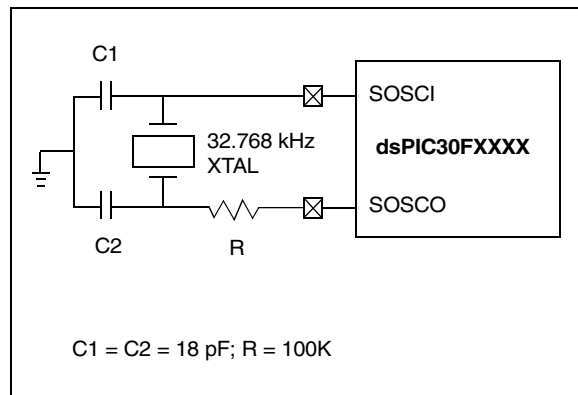 C1
SOSCI
32.768 kHz
XTAL
dsPIC30FXXXX
SOSCO
C2
R
C1 = C2 = 18 pF; R = 100K